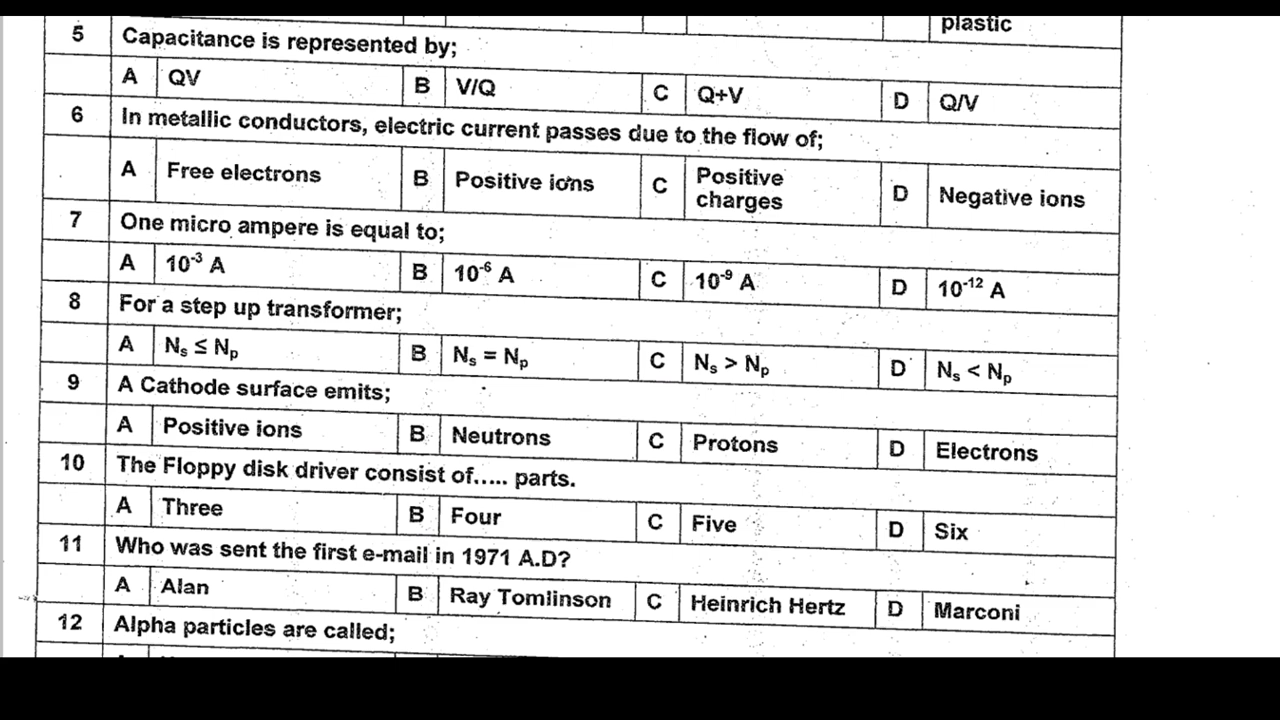 plastic
5 Capacitance is represented by;
A QV B V/Q C Q+V D Q/V
6 In metallic conductors, electric current passes due to the flow of;
A Free electrons B Positive ions C Positive charges D Negative ions
7 One micro ampere is equal to;
A 10⁻³ A B 10⁻⁶ A C 10⁻⁹ A D 10⁻¹² A
8 For a step up transformer;
A Nₛ ≤ Nₚ B Nₛ = Nₚ C Nₛ > Nₚ D Nₛ < Nₚ
9 A Cathode surface emits;
A Positive ions B Neutrons C Protons D Electrons
10 The Floppy disk driver consist of..... parts.
A Three B Four C Five D Six
11 Who was sent the first e-mail in 1971 A.D?
A Alan B Ray Tomlinson C Heinrich Hertz D Marconi
12 Alpha particles are called;